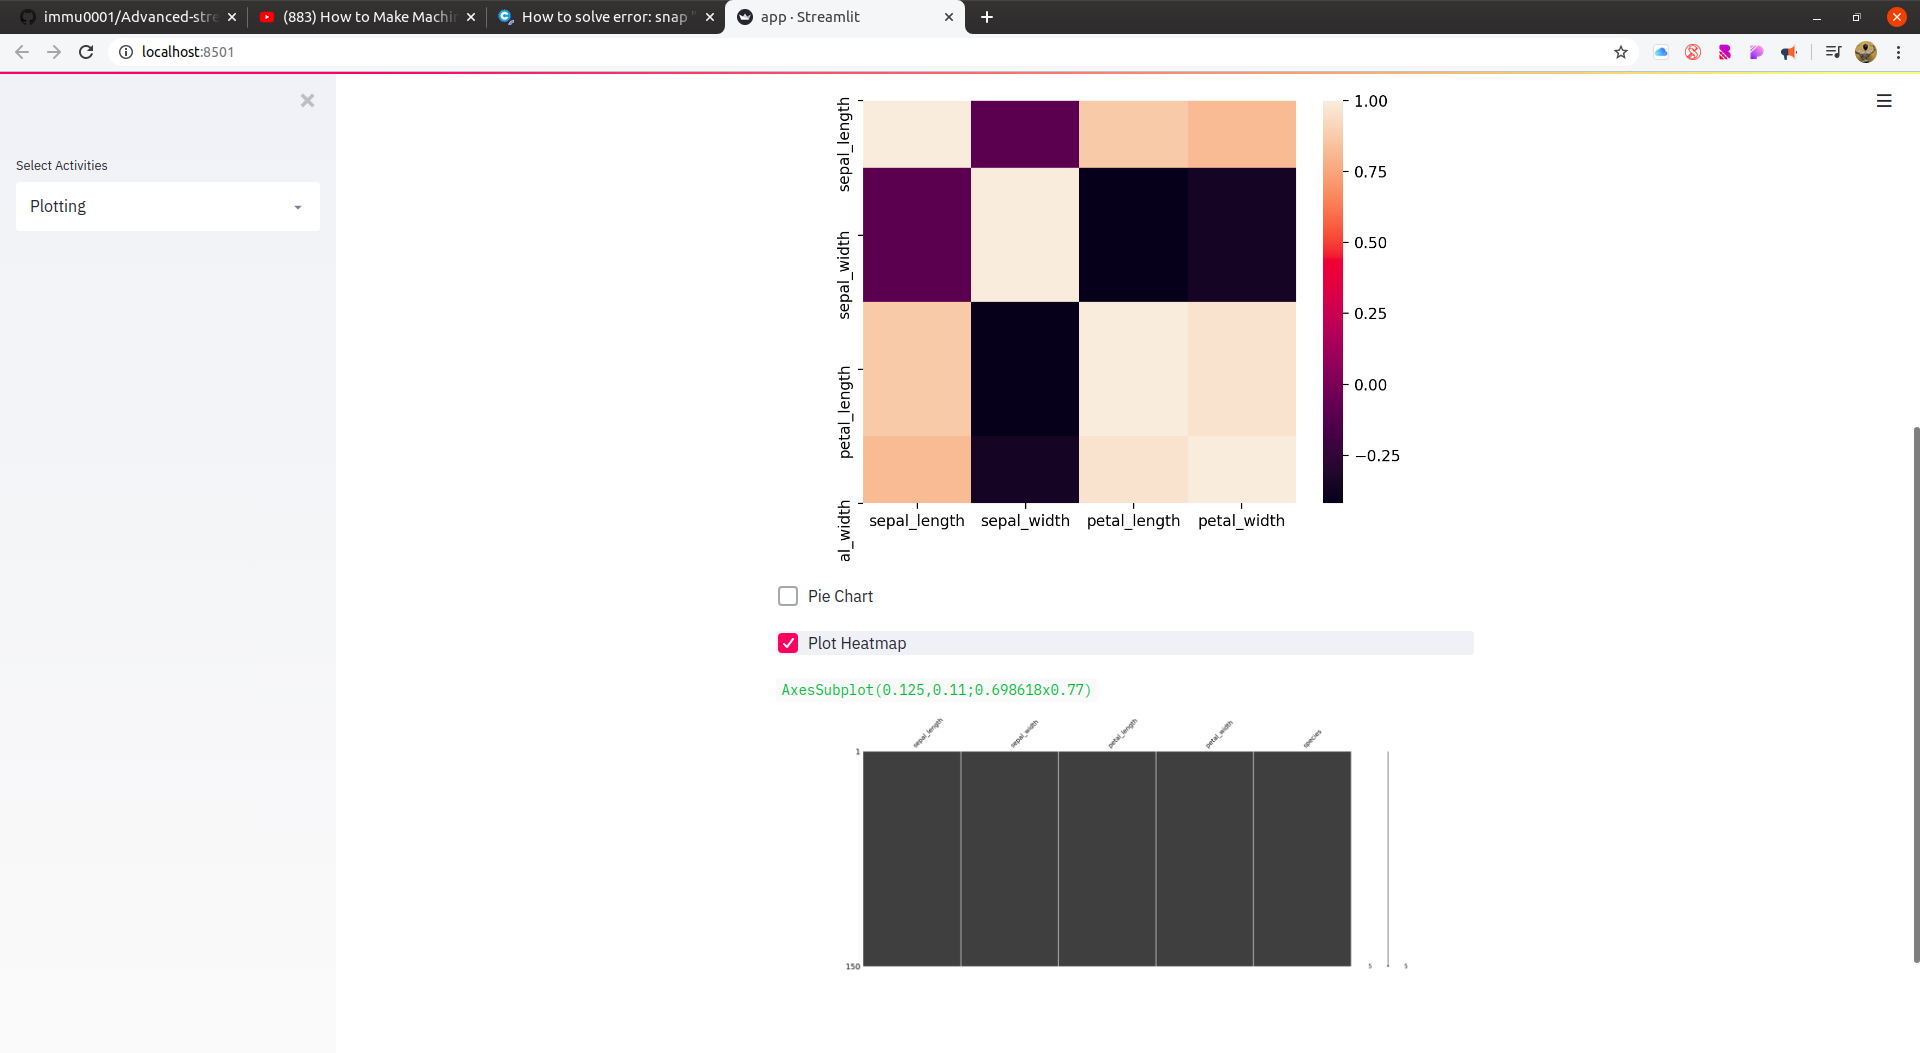 immu0001/Advanced-stre
(883) How to Make Machin
How to solve error: snap "
app · Streamlit
localhost:8501
Select Activities
Plotting
sepal_length
sepal_width
petal_length
al_width
sepal_length sepal_width petal_length petal_width
1.00
0.75
0.50
0.25
0.00
−0.25
Pie Chart
Plot Heatmap
AxesSubplot(0.125,0.11;0.698618x0.77)
sepal_length sepal_width petal_length petal_width species
1
150
5 5